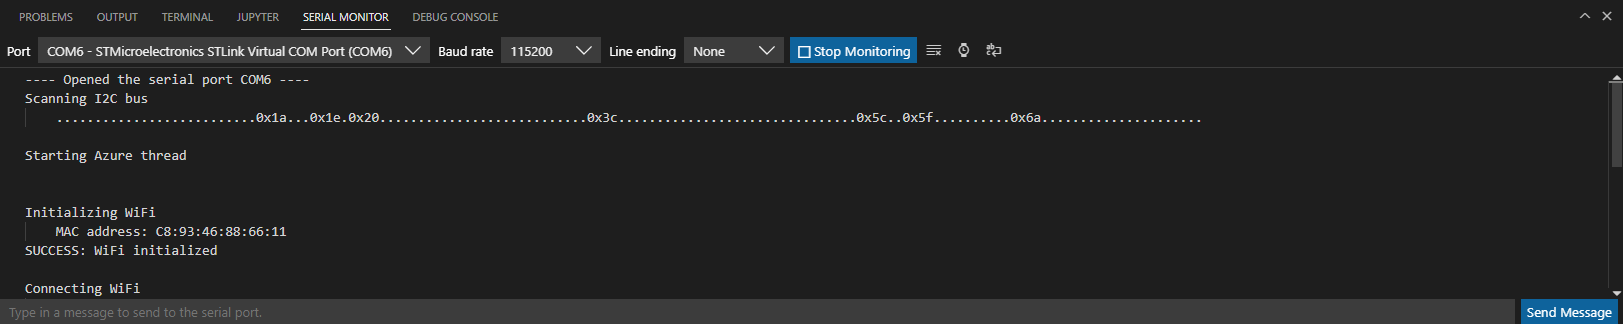 PROBLEMS OUTPUT TERMINAL JUPYTER SERIAL MONITOR DEBUG CONSOLE
Port COM6 - STMicroelectronics STLink Virtual COM Port (COM6) Baud rate 115200 Line ending None Stop Monitoring
---- Opened the serial port COM6 ----
Scanning I2C bus
..........................0x1a...0x1e.0x20...........................0x3c...............................0x5c..0x5f..........0x6a.....................
Starting Azure thread
Initializing WiFi
MAC address: C8:93:46:88:66:11
SUCCESS: WiFi initialized
Connecting WiFi
Type in a message to send to the serial port. Send Message